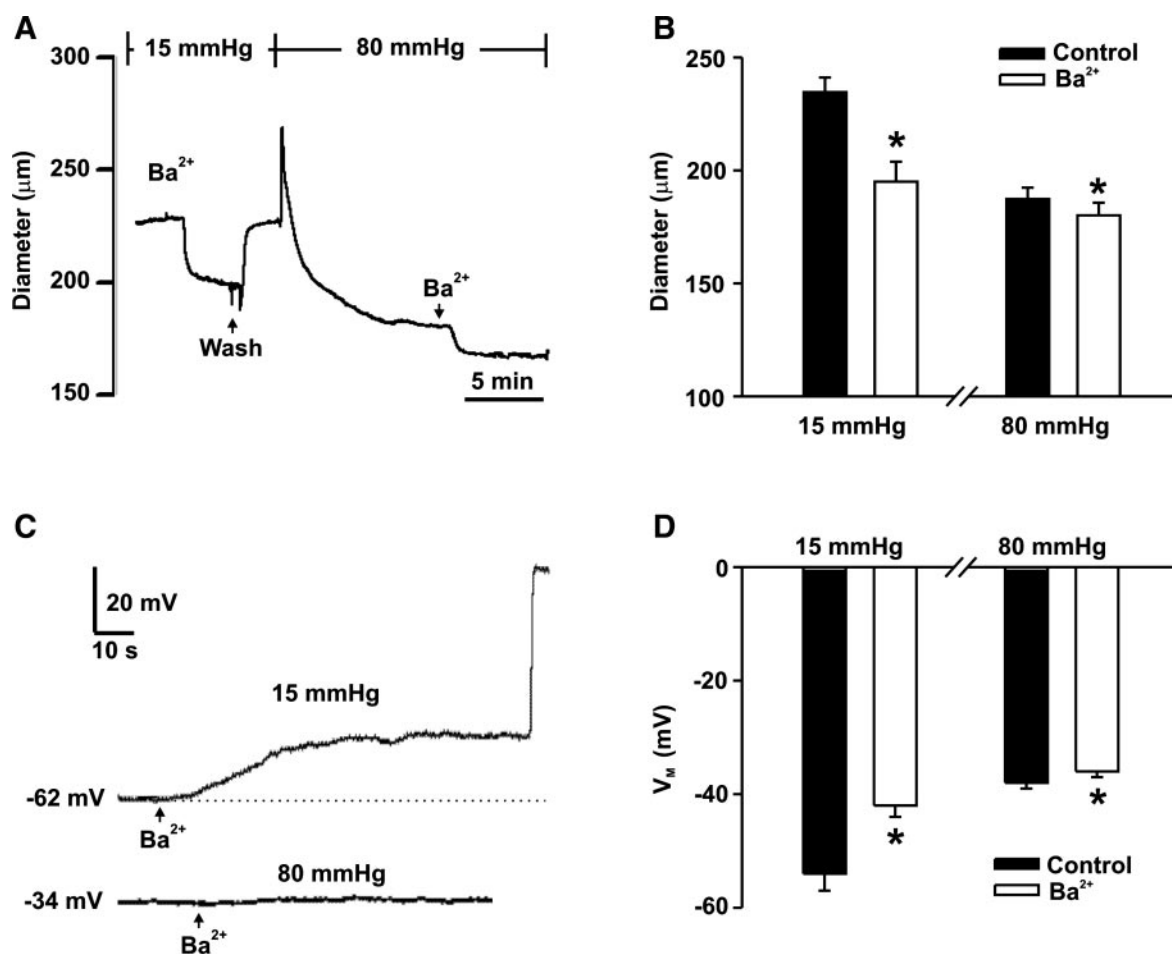 A
15 mmHg 80 mmHg
300
250
200
150
Diameter (μm)
Ba²⁺
Wash
Ba²⁺
5 min
B
Control
Ba²⁺
250
200
150
100
Diameter (μm)
*
*
15 mmHg 80 mmHg
C
20 mV
10 s
15 mmHg
-62 mV
Ba²⁺
80 mmHg
-34 mV
Ba²⁺
D
15 mmHg 80 mmHg
0
-20
-40
-60
V_M (mV)
*
*
Control
Ba²⁺